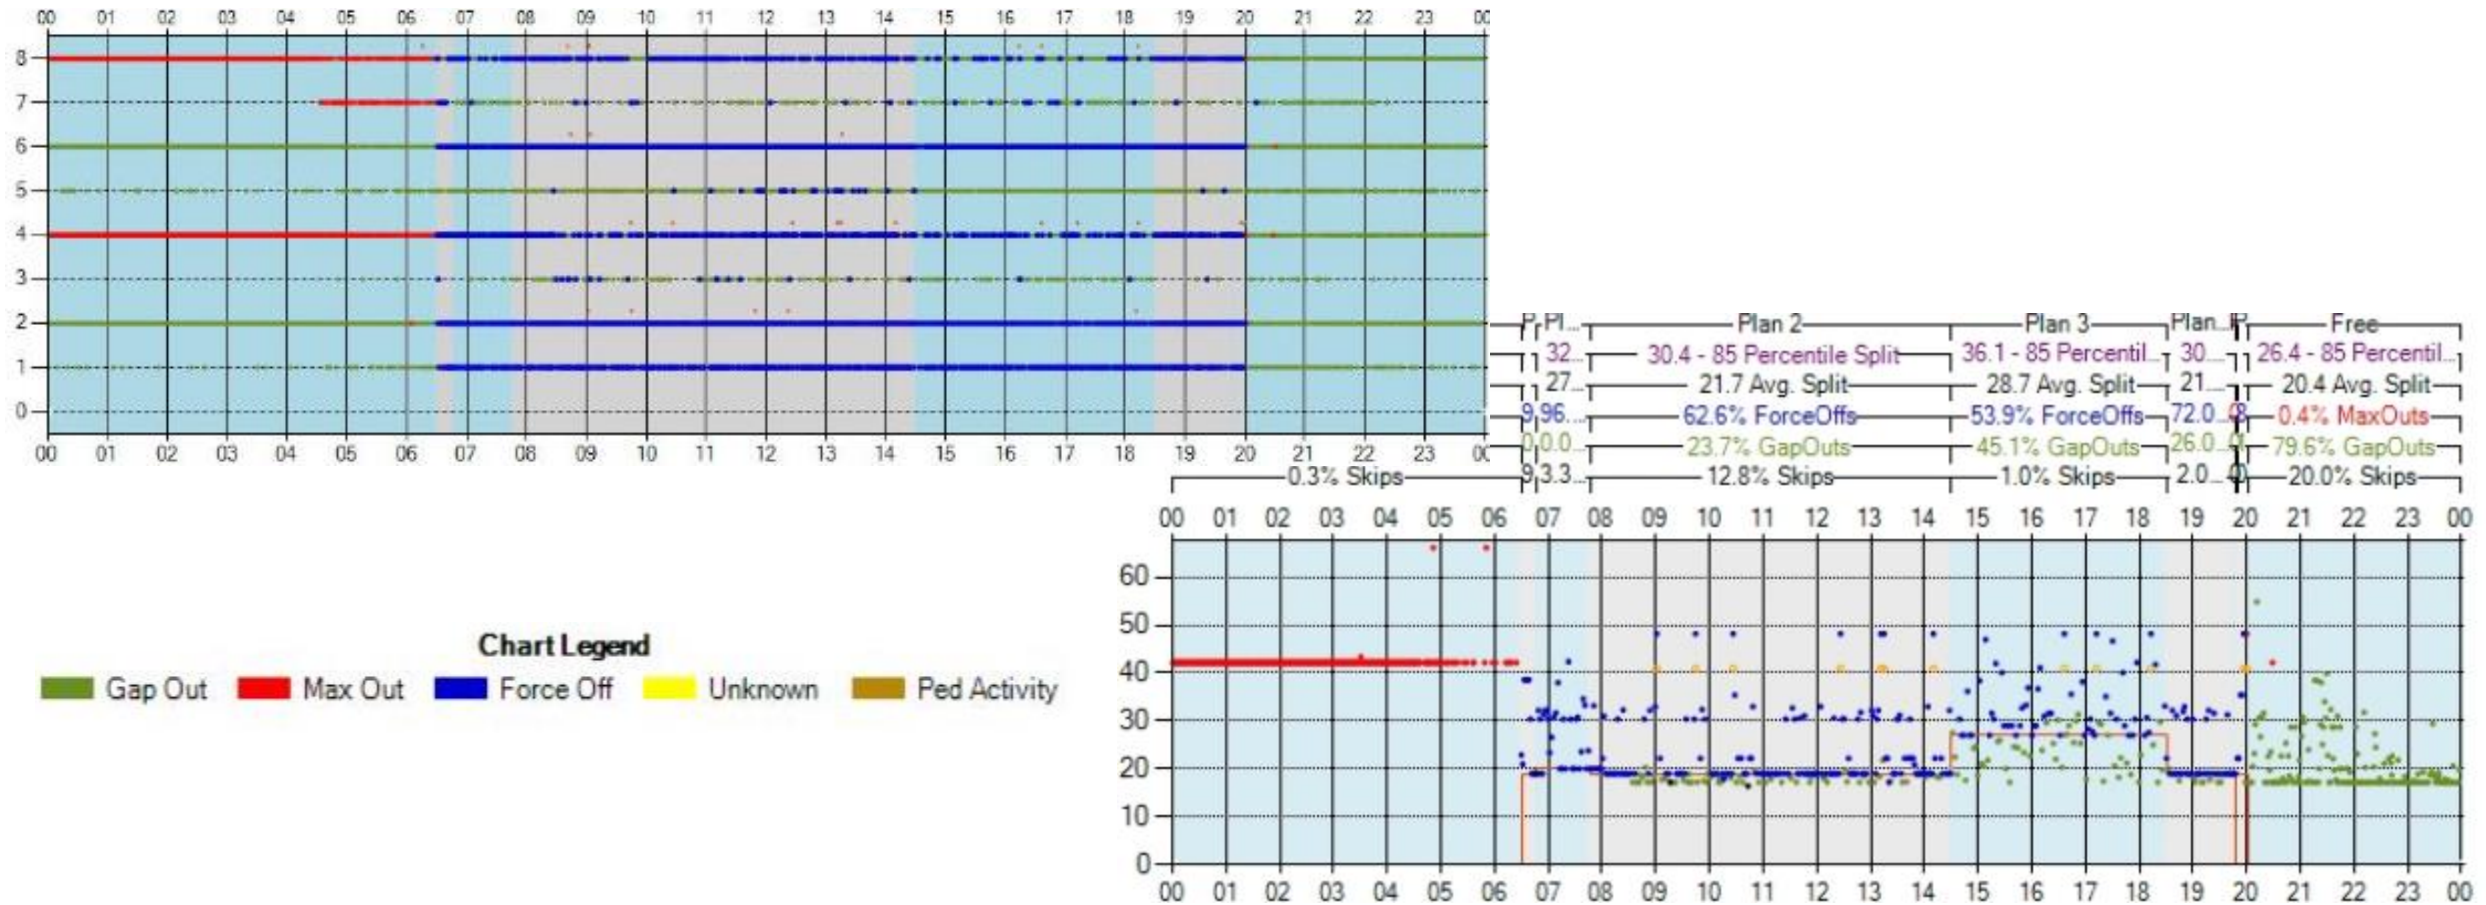 00 01 02 03 04 05 06 07 08 09 10 11 12 13 14 15 16 17 18 19 20 21 22 23 00
8
7
6
5
4
3
2
1
0
00 01 02 03 04 05 06 07 08 09 10 11 12 13 14 15 16 17 18 19 20 21 22 23 00
P Pl... Plan 2 Plan 3 Plan... Free
32... 30.4 - 85 Percentile Split 36.1 - 85 Percentil... 30... 26.4 - 85 Percentil...
27... 21.7 Avg. Split 28.7 Avg. Split 21... 20.4 Avg. Split
9 96... 62.6% ForceOffs 53.9% ForceOffs 72.0... 0.4% MaxOuts
0 0.0... 23.7% GapOuts 45.1% GapOuts 26.0... 79.6% GapOuts
0.3% Skips 9 3.3... 12.8% Skips 1.0% Skips 2.0... 20.0% Skips
00 01 02 03 04 05 06 07 08 09 10 11 12 13 14 15 16 17 18 19 20 21 22 23 00
60
50
40
30
20
10
0
00 01 02 03 04 05 06 07 08 09 10 11 12 13 14 15 16 17 18 19 20 21 22 23 00
Chart Legend
Gap Out Max Out Force Off Unknown Ped Activity